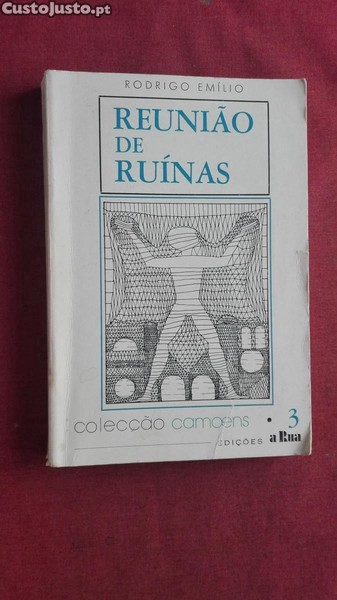 CustoJusto.pt
RODRIGO EMÍLIO
REUNIÃO
DE
RUÍNAS
colecção camoens • 3
EDIÇÕES a Rua